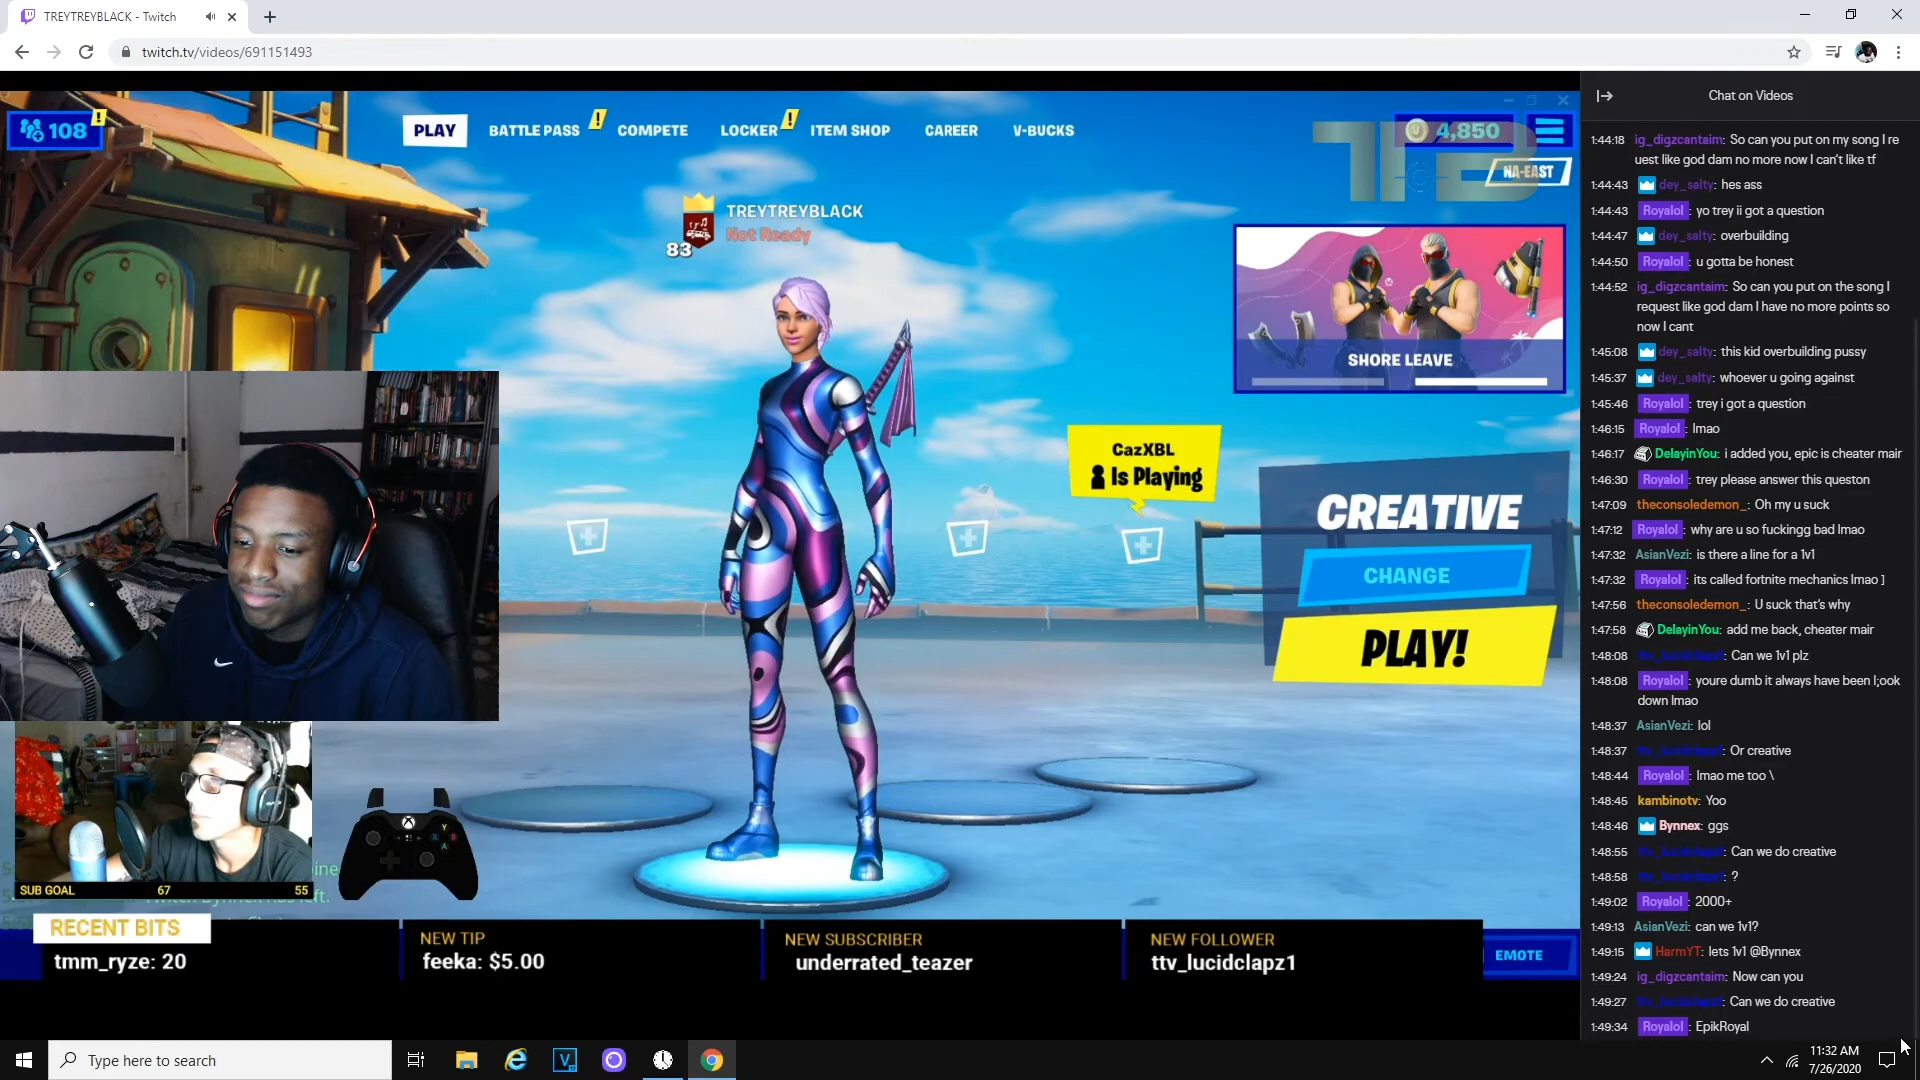 TREYTREYBLACK - Twitch
twitch.tv/videos/691151493
108
!
PLAY
BATTLE PASS
!
COMPETE
LOCKER
!
ITEM SHOP
CAREER
V-BUCKS
V 4,850
NA-EAST
TREYTREYBLACK
Not Ready
83
SHORE LEAVE
CazXBL
Is Playing
CREATIVE
CHANGE
PLAY!
SUB GOAL 67 55
RECENT BITS
tmm_ryze: 20
NEW TIP
feeka: $5.00
NEW SUBSCRIBER
underrated_teazer
NEW FOLLOWER
ttv_lucidclapz1
EMOTE
Chat on Videos
1:44:18 ig_digzcantaim: So can you put on my song I re
uest like god dam no more now I can't like tf
1:44:43 dey_salty: hes ass
1:44:43 Royalol: yo trey ii got a question
1:44:47 dey_salty: overbuilding
1:44:50 Royalol: u gotta be honest
1:44:52 ig_digzcantaim: So can you put on the song I
request like god dam I have no more points so
now I cant
1:45:08 dey_salty: this kid overbuilding pussy
1:45:37 dey_salty: whoever u going against
1:45:46 Royalol: trey i got a question
1:46:15 Royalol: lmao
1:46:17 DelayinYou: i added you, epic is cheater mair
1:46:30 Royalol: trey please answer this queston
1:47:09 theconsoledemon_: Oh my u suck
1:47:12 Royalol: why are u so fuckingg bad lmao
1:47:32 AsianVezi: is there a line for a 1v1
1:47:32 Royalol: its called fortnite mechanics lmao ]
1:47:56 theconsoledemon_: U suck that's why
1:47:58 DelayinYou: add me back, cheater mair
1:48:08 ttv_lucidclapz1: Can we 1v1 plz
1:48:08 Royalol: youre dumb it always have been l;ook
down lmao
1:48:37 AsianVezi: lol
1:48:37 ttv_lucidclapz1: Or creative
1:48:44 Royalol: lmao me too \
1:48:45 kambinotv: Yoo
1:48:46 Bynnex: ggs
1:48:55 ttv_lucidclapz1: Can we do creative
1:48:58 ttv_lucidclapz1: ?
1:49:02 Royalol: 2000+
1:49:13 AsianVezi: can we 1v1?
1:49:15 HarmYT: lets 1v1 @Bynnex
1:49:24 ig_digzcantaim: Now can you
1:49:27 ttv_lucidclapz1: Can we do creative
1:49:34 Royalol: EpikRoyal
Type here to search
11:32 AM
7/26/2020